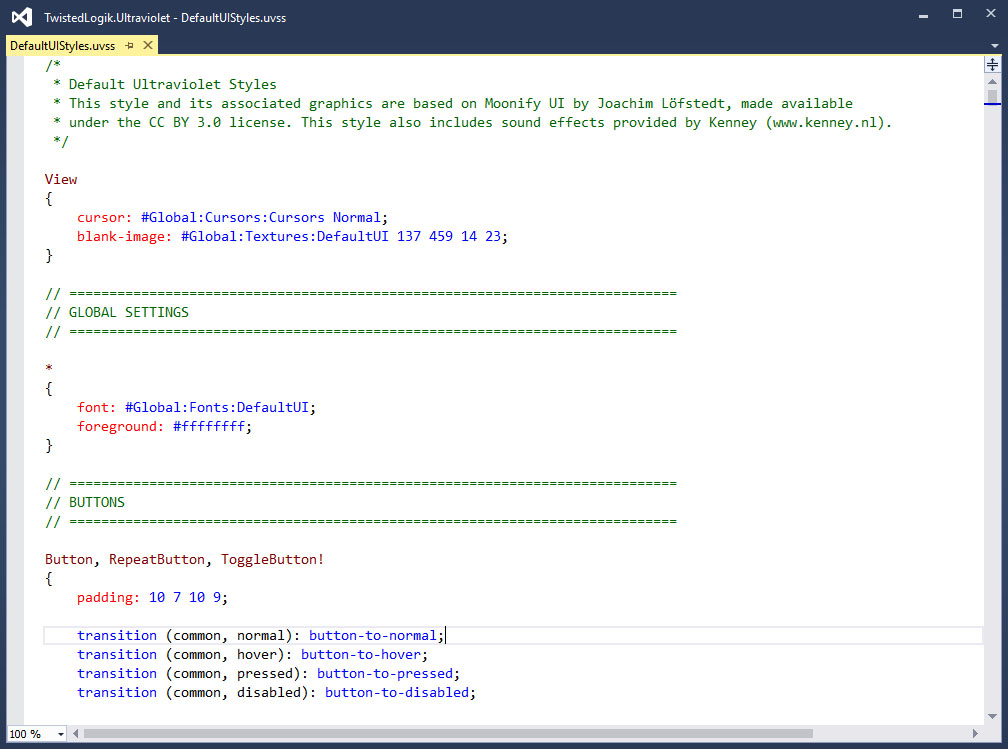 TwistedLogik.Ultraviolet - DefaultUIStyles.uvss
DefaultUIStyles.uvss
/*
* Default Ultraviolet Styles
* This style and its associated graphics are based on Moonify UI by Joachim Löfstedt, made available
* under the CC BY 3.0 license. This style also includes sound effects provided by Kenney (www.kenney.nl).
*/
View
{
cursor: #Global:Cursors:Cursors Normal;
blank-image: #Global:Textures:DefaultUI 137 459 14 23;
}
// ============================================================================
// GLOBAL SETTINGS
// ============================================================================
*
{
font: #Global:Fonts:DefaultUI;
foreground: #ffffffff;
}
// ============================================================================
// BUTTONS
// ============================================================================
Button, RepeatButton, ToggleButton!
{
padding: 10 7 10 9;
transition (common, normal): button-to-normal;
transition (common, hover): button-to-hover;
transition (common, pressed): button-to-pressed;
transition (common, disabled): button-to-disabled;
100 %